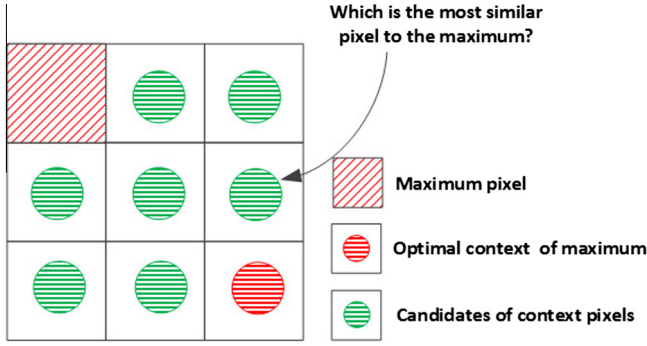 Which is the most similar
pixel to the maximum?
Maximum pixel
Optimal context of maximum
Candidates of context pixels